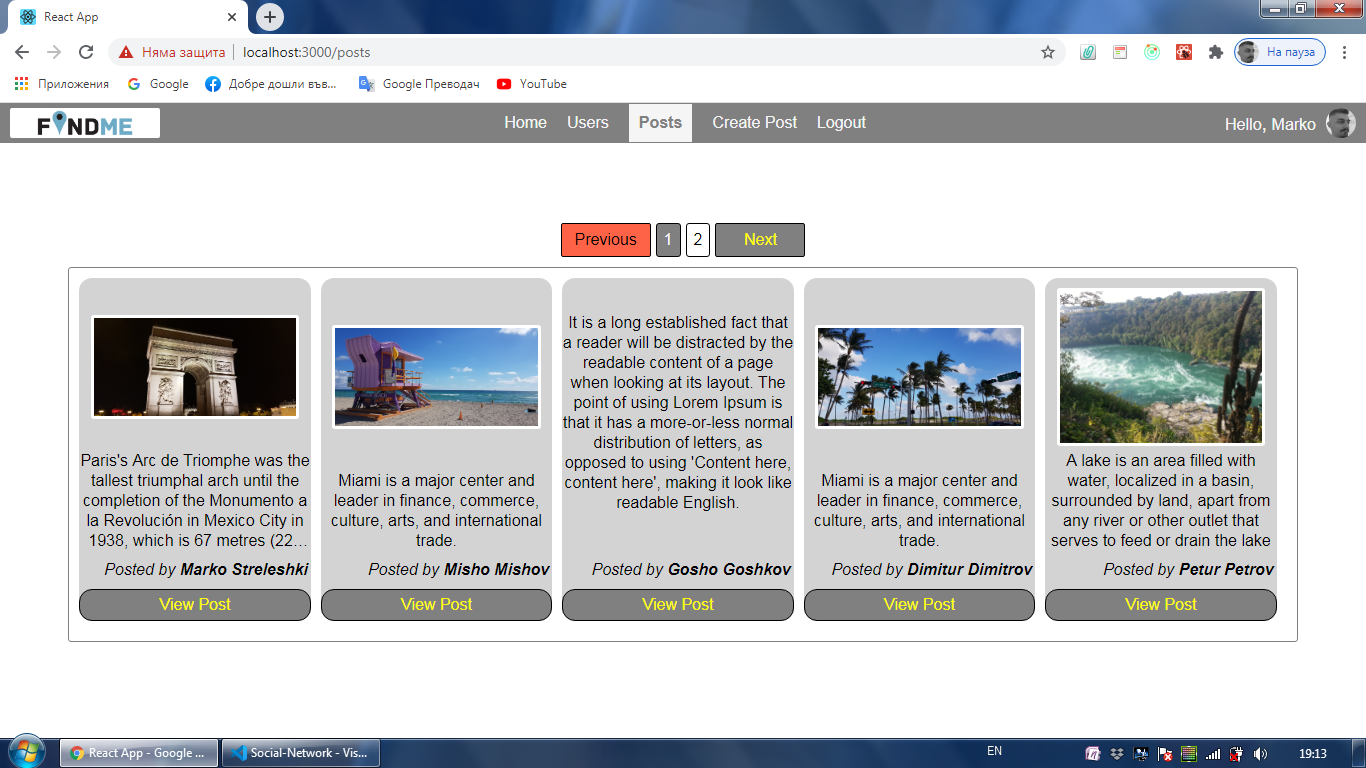 React App
Няма защита
localhost:3000/posts
На пауза
Приложения
Google
Добре дошли във...
Google Преводач
YouTube
FINDME
Home
Users
Posts
Create Post
Logout
Hello, Marko
Previous
1
2
Next
Paris's Arc de Triomphe was the
tallest triumphal arch until the
completion of the Monumento a
la Revolución in Mexico City in
1938, which is 67 metres (22...
Posted by Marko Streleshki
View Post
Miami is a major center and
leader in finance, commerce,
culture, arts, and international
trade.
Posted by Misho Mishov
View Post
It is a long established fact that
a reader will be distracted by the
readable content of a page
when looking at its layout. The
point of using Lorem Ipsum is
that it has a more-or-less normal
distribution of letters, as
opposed to using 'Content here,
content here', making it look like
readable English.
Posted by Gosho Goshkov
View Post
Miami is a major center and
leader in finance, commerce,
culture, arts, and international
trade.
Posted by Dimitur Dimitrov
View Post
A lake is an area filled with
water, localized in a basin,
surrounded by land, apart from
any river or other outlet that
serves to feed or drain the lake
Posted by Petur Petrov
View Post
React App - Google ...
Social-Network - Vis...
EN
19:13